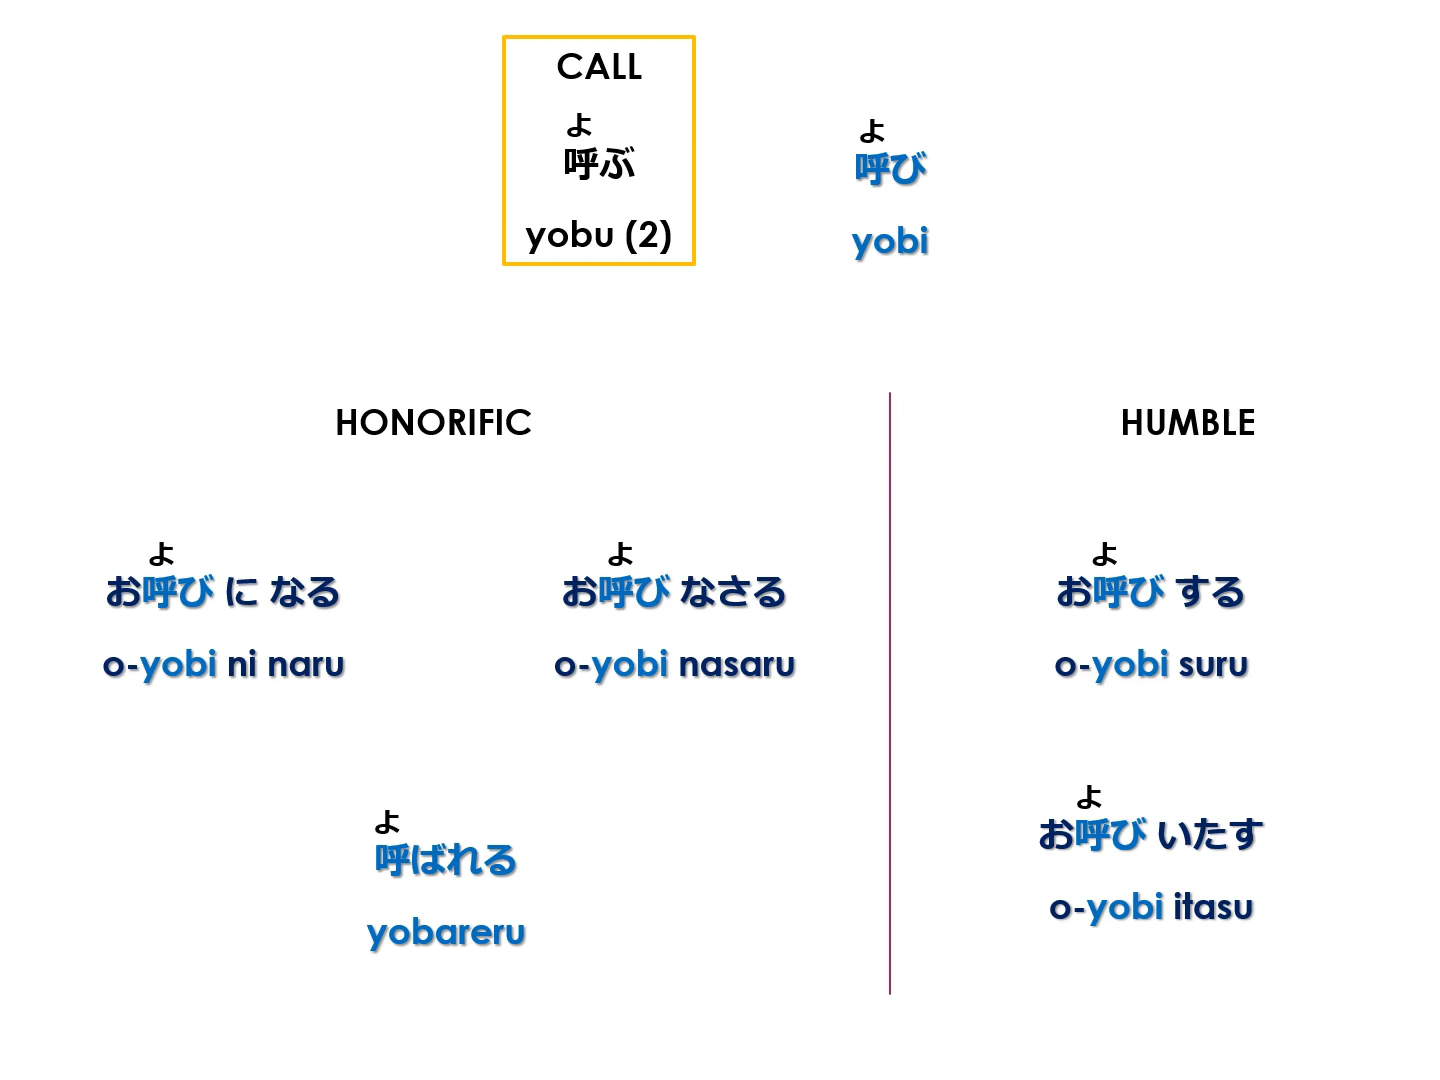 CALL
よ
呼ぶ
yobu (2)
よ
呼び
yobi
HONORIFIC
よ
お呼び に なる
o-yobi ni naru
よ
お呼び なさる
o-yobi nasaru
よ
呼ばれる
yobareru
HUMBLE
よ
お呼び する
o-yobi suru
よ
お呼び いたす
o-yobi itasu